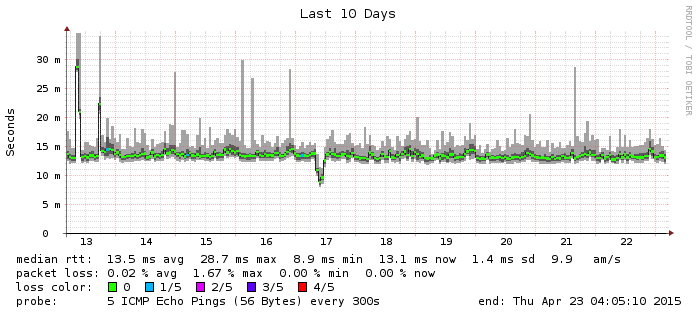 Last 10 Days
RRDTOOL / TOBI OETIKER
Seconds
30 m
25 m
20 m
15 m
10 m
5 m
0
13 14 15 16 17 18 19 20 21 22
median rtt: 13.5 ms avg 28.7 ms max 8.9 ms min 13.1 ms now 1.4 ms sd 9.9 am/s
packet loss: 0.02 % avg 1.67 % max 0.00 % min 0.00 % now
loss color: 0 1/5 2/5 3/5 4/5
probe: 5 ICMP Echo Pings (56 Bytes) every 300s end: Thu Apr 23 04:05:10 2015